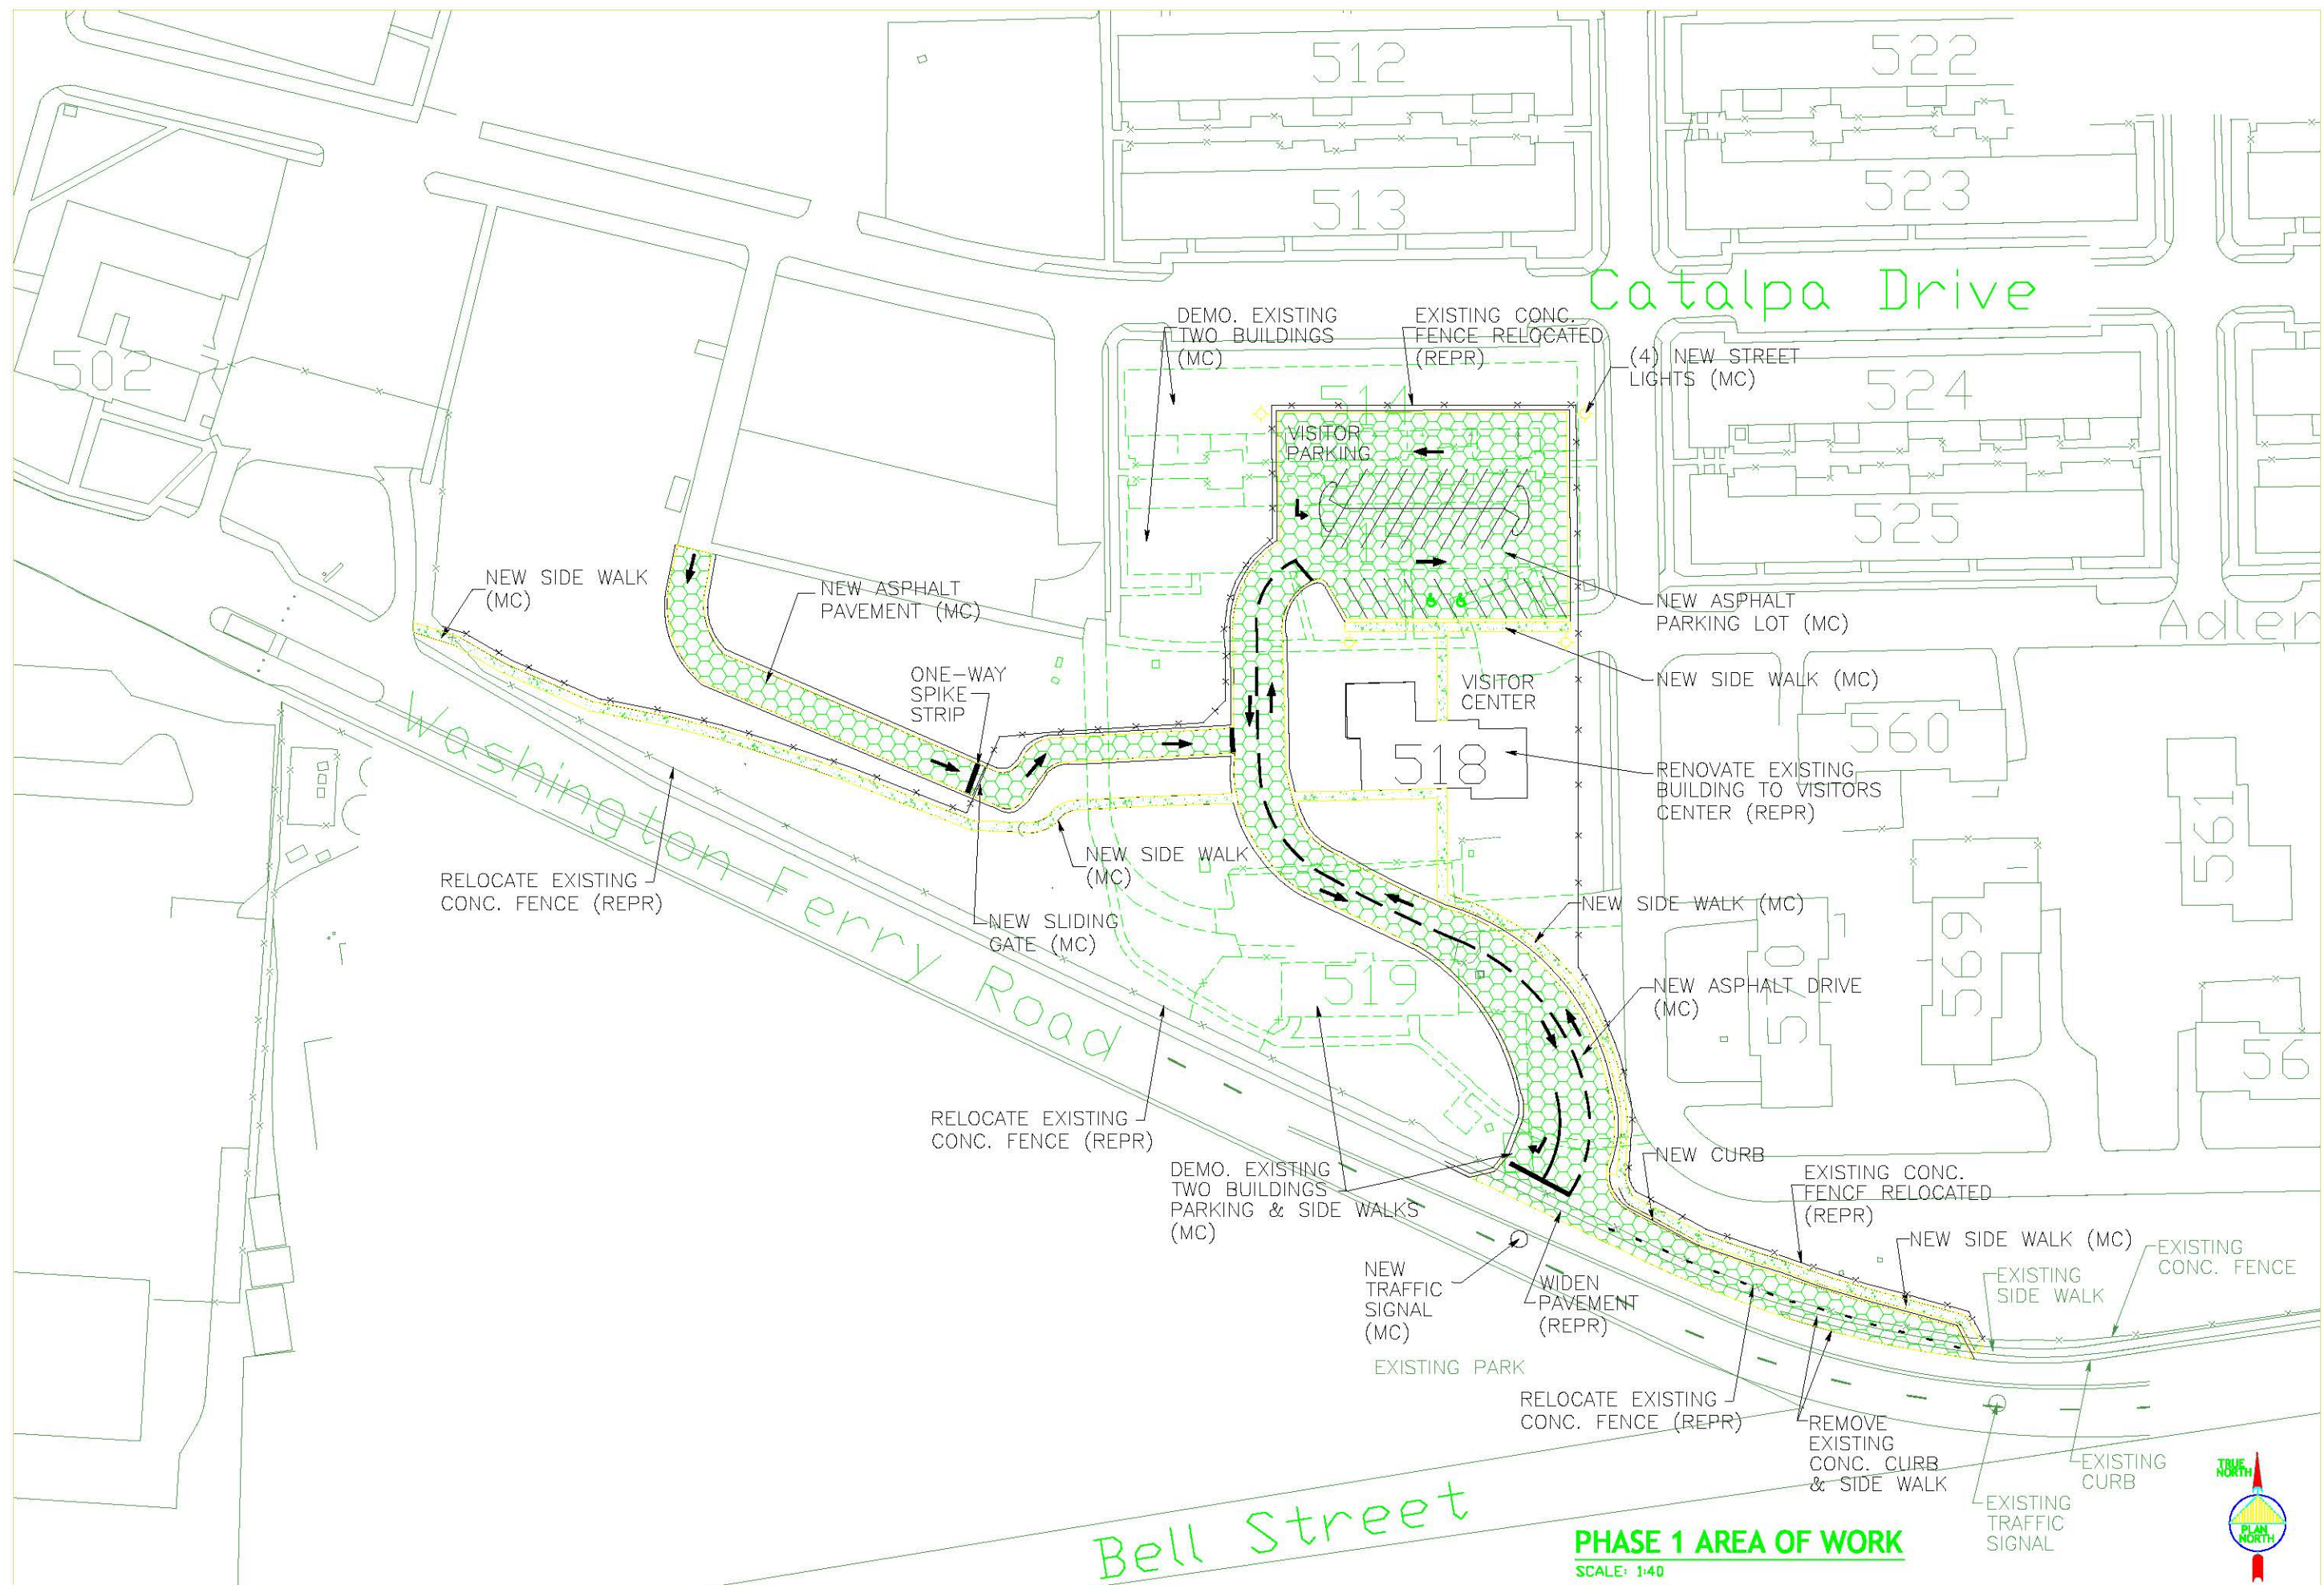 512
522
513
523
Catalpa Drive
DEMO. EXISTING
TWO BUILDINGS
(MC)
EXISTING CONC.
FENCE RELOCATED
(REPR)
(4) NEW STREET
LIGHTS (MC)
502
514
524
VISITOR
PARKING
525
NEW SIDE WALK
(MC)
NEW ASPHALT
PAVEMENT (MC)
NEW ASPHALT
PARKING LOT (MC)
Adler
ONE-WAY
SPIKE
STRIP
NEW SIDE WALK (MC)
VISITOR
CENTER
518
560
561
RENOVATE EXISTING
BUILDING TO VISITORS
CENTER (REPR)
Washington Ferry Road
RELOCATE EXISTING
CONC. FENCE (REPR)
NEW SIDE WALK
(MC)
NEW SLIDING
GATE (MC)
NEW SIDE WALK (MC)
519
570
569
NEW ASPHALT DRIVE
(MC)
56
RELOCATE EXISTING
CONC. FENCE (REPR)
DEMO. EXISTING
TWO BUILDINGS
PARKING & SIDE WALKS
(MC)
NEW CURB
EXISTING CONC.
FENCF RELOCATED
(REPR)
NEW SIDE WALK (MC)
EXISTING
CONC. FENCE
EXISTING
SIDE WALK
NEW
TRAFFIC
SIGNAL
(MC)
WIDEN
PAVEMENT
(REPR)
EXISTING PARK
RELOCATE EXISTING
CONC. FENCE (REPR)
REMOVE
EXISTING
CONC. CURB
& SIDE WALK
EXISTING
CURB
EXISTING
TRAFFIC
SIGNAL
Bell Street
PHASE 1 AREA OF WORK
SCALE: 1:40
TRUE
NORTH
PLAN
NORTH